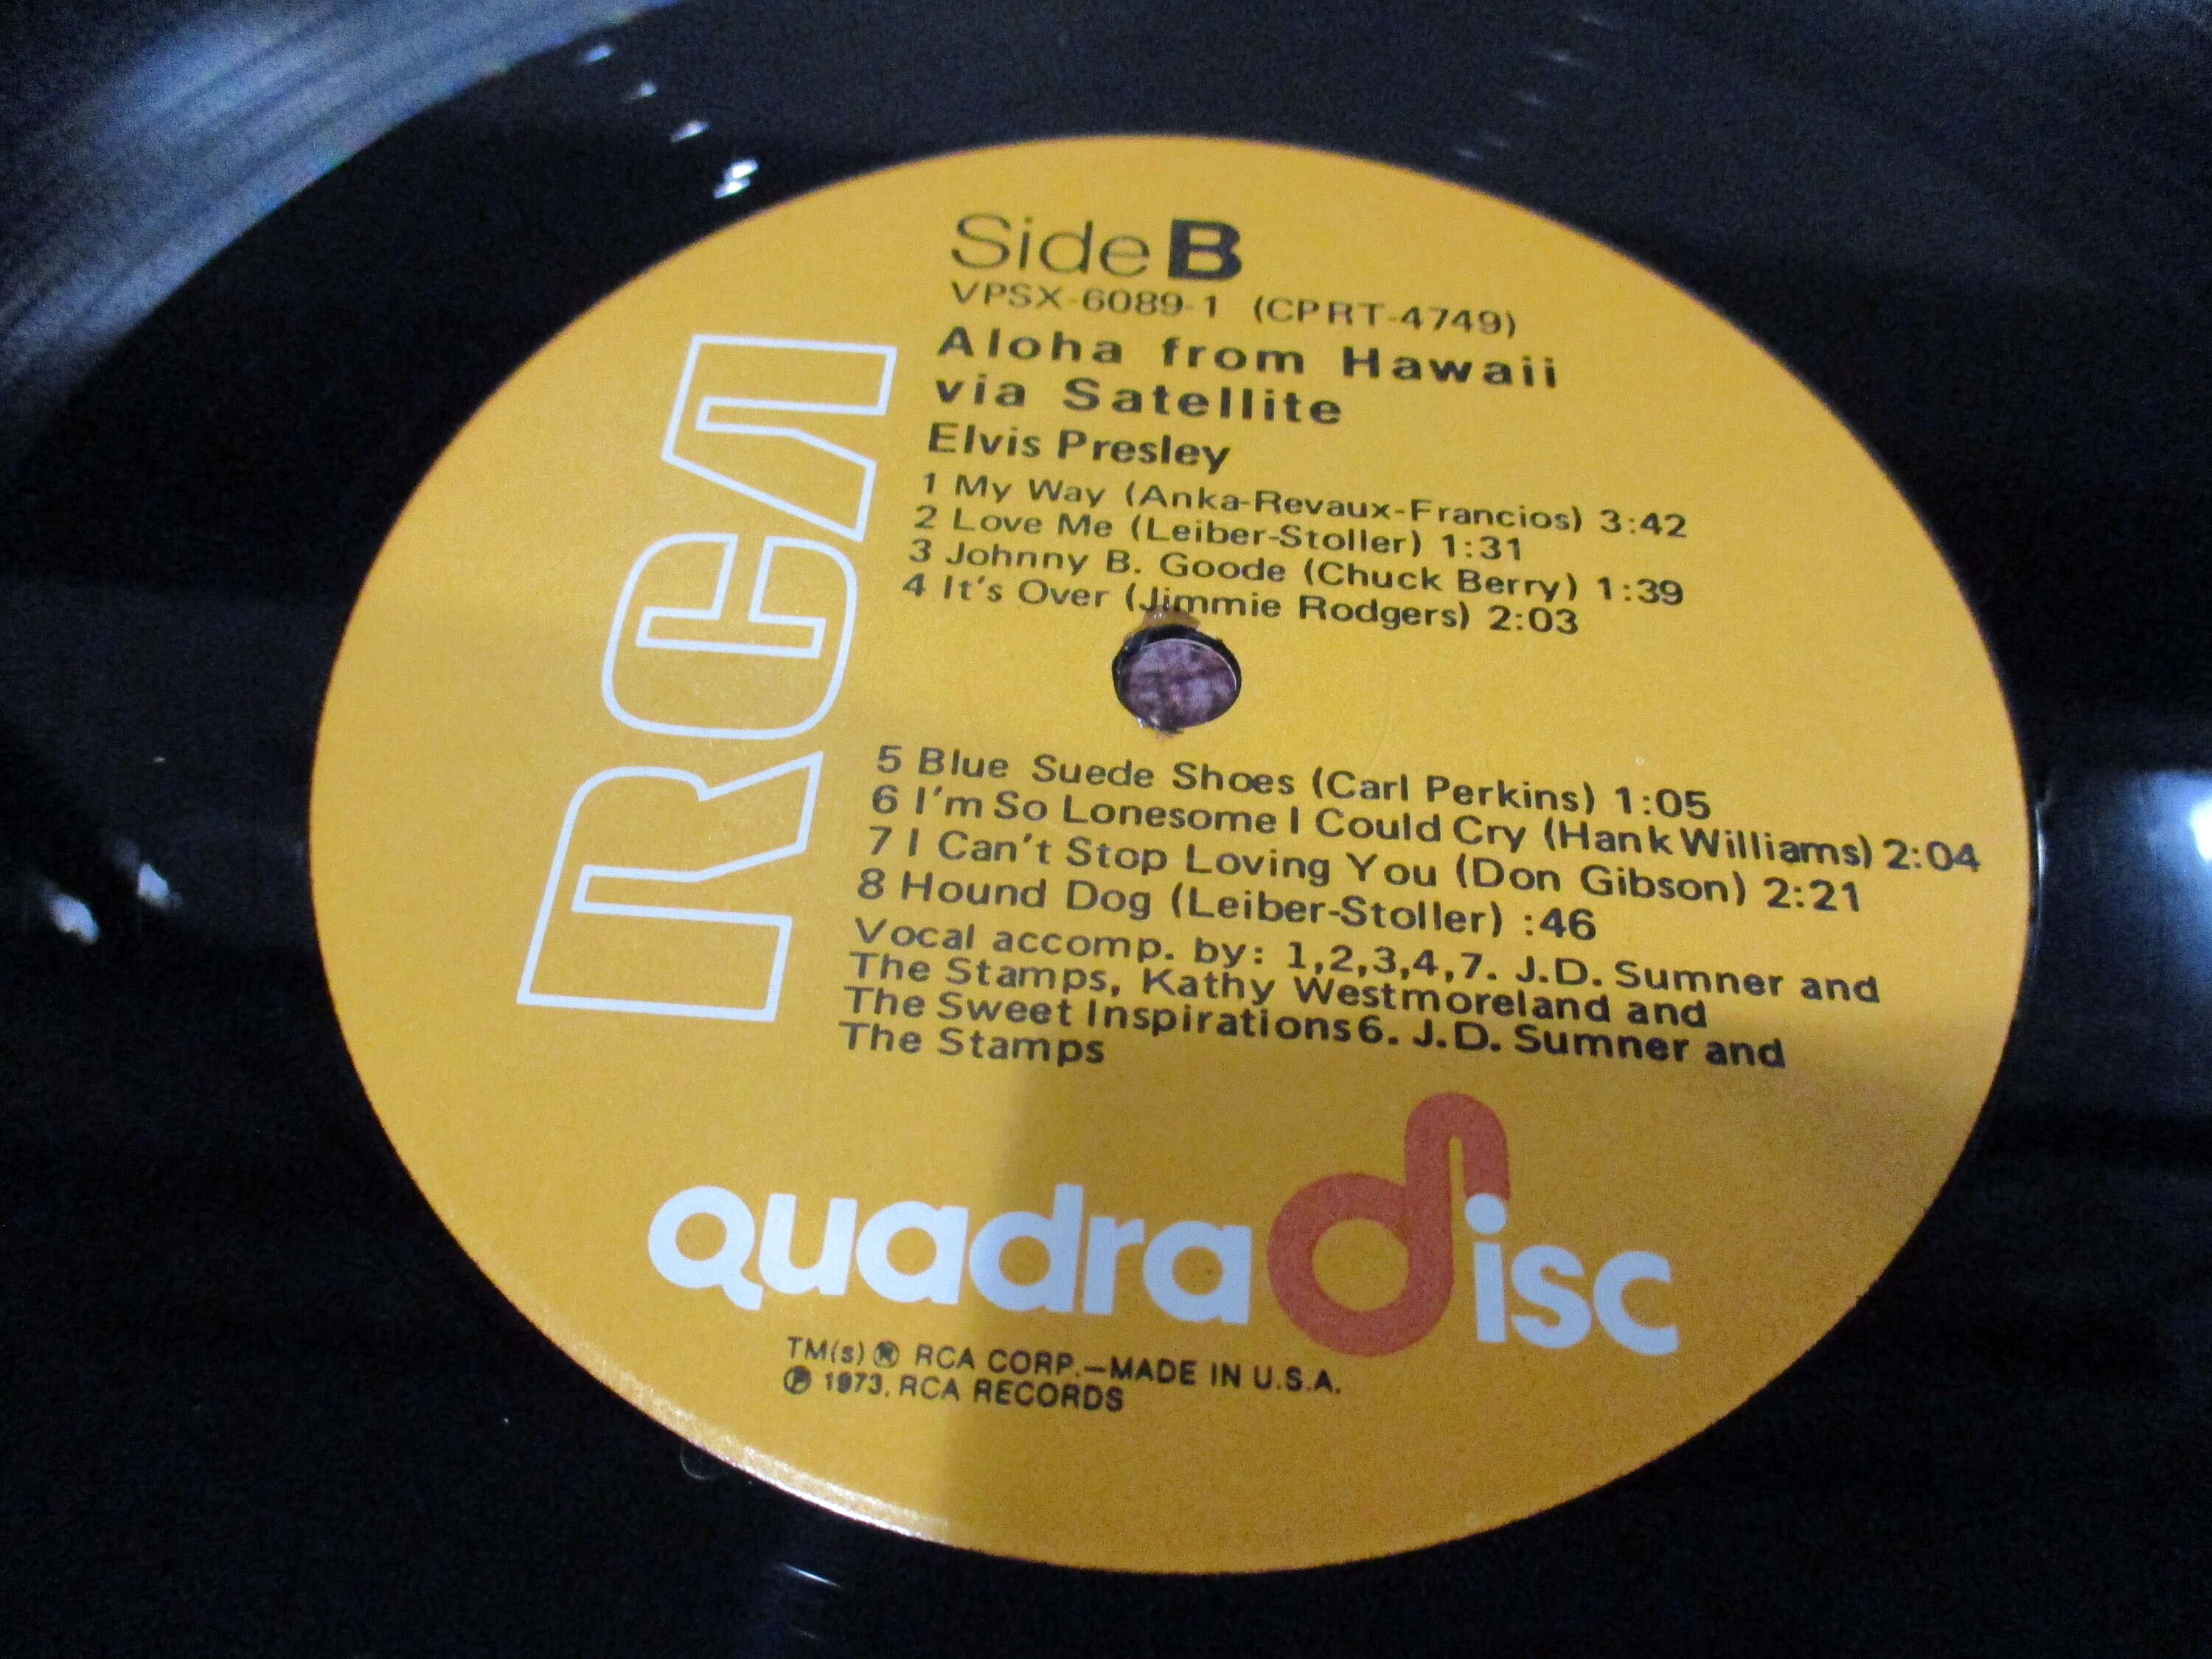 Side B
VPSX-6089-1 (CPRT-4749)
Aloha from Hawaii
via Satellite
Elvis Presley
1 My Way (Anka-Revaux-Francios) 3:42
2 Love Me (Leiber-Stoller) 1:31
3 Johnny B. Goode (Chuck Berry) 1:39
4 It's Over (Jimmie Rodgers) 2:03
RCA
5 Blue Suede Shoes (Carl Perkins) 1:05
6 I'm So Lonesome I Could Cry (Hank Williams) 2:04
7 I Can't Stop Loving You (Don Gibson) 2:21
8 Hound Dog (Leiber-Stoller) :46
Vocal accomp. by: 1,2,3,4,7. J.D. Sumner and
The Stamps, Kathy Westmoreland and
The Sweet Inspirations 6. J.D. Sumner and
The Stamps
quadradisc
TM(s) ® RCA CORP.—MADE IN U.S.A.
℗ 1973, RCA RECORDS